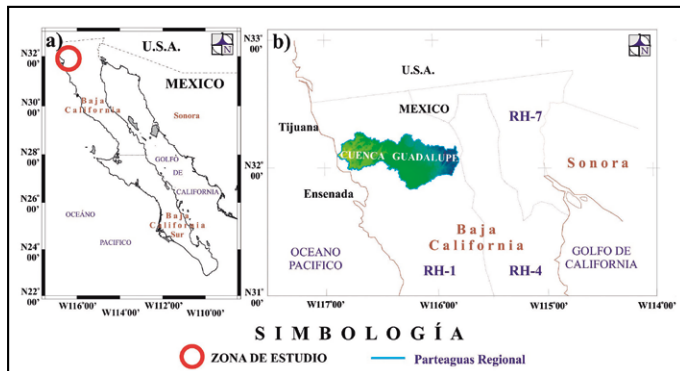 a)
U.S.A.
N
MEXICO
Baja
California
Sonora
GOLFO
DE
CALIFORNIA
OCEÁNO
PACIFICO
Baja
California
Sur
N32°
00'
N30°
00'
N28°
00'
N26°
00'
N24°
00'
N22°
00'
W116°00'
W114°00'
W112°00'
W110°00'
b)
N
U.S.A.
MEXICO
RH-7
Tijuana
CUENCA GUADALUPE
Sonora
Ensenada
Baja
California
OCEANO
PACIFICO
RH-1
RH-4
GOLFO DE
CALIFORNIA
N33°
00'
N32°
00'
N31°
00'
W117°00'
W116°00'
W115°00'
W114°00'
SIMBOLOGÍA
ZONA DE ESTUDIO
Parteaguas Regional